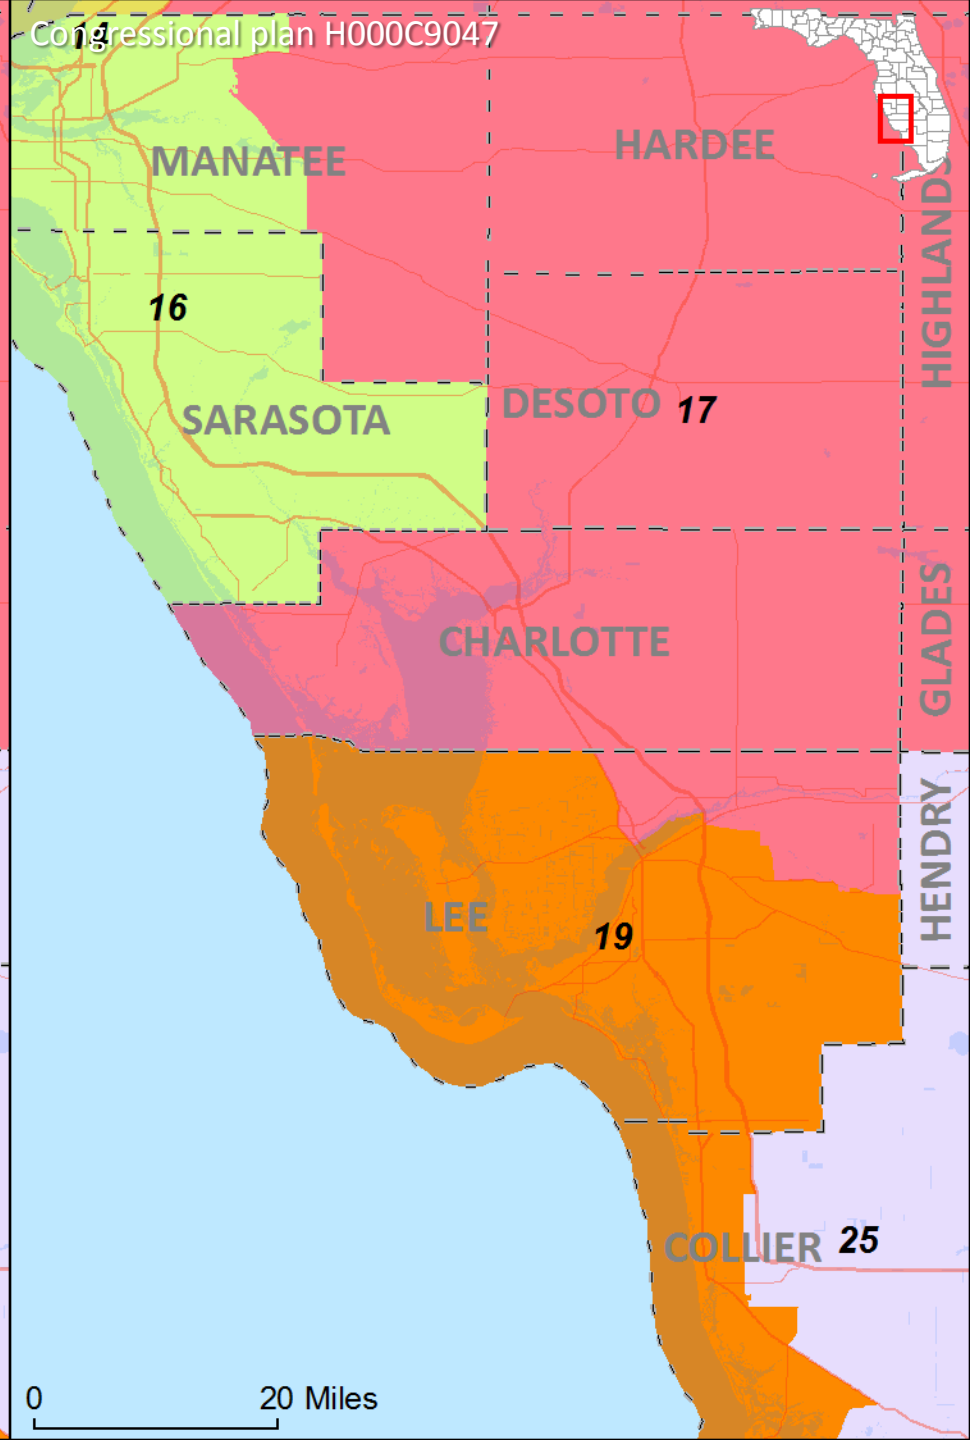 Congressional plan H000C9047
14
MANATEE
HARDEE
HIGHLANDS
16
SARASOTA
DESOTO
17
CHARLOTTE
GLADES
HENDRY
LEE
19
COLLIER
25
0 20 Miles